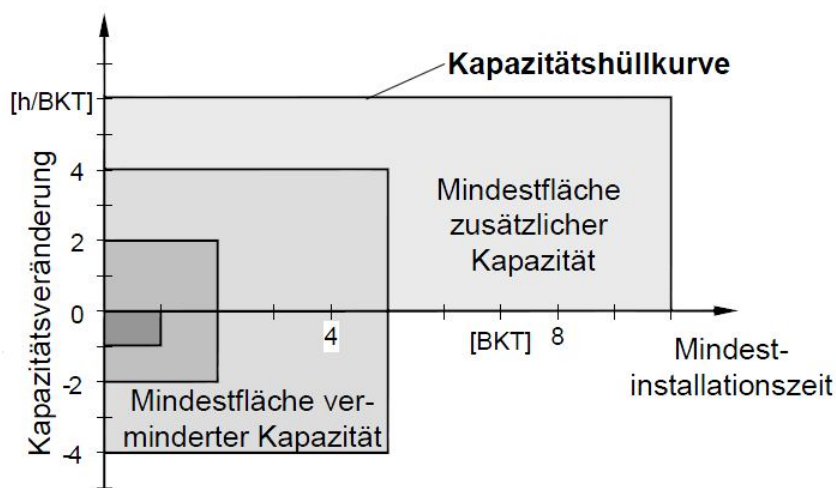 Kapazitätshüllkurve
[h/BKT]
Kapazitätsveränderung
4
2
0
-2
-4
Mindestfläche
zusätzlicher
Kapazität
4
[BKT]
8
Mindest-
installationszeit
Mindestfläche ver-
minderter Kapazität